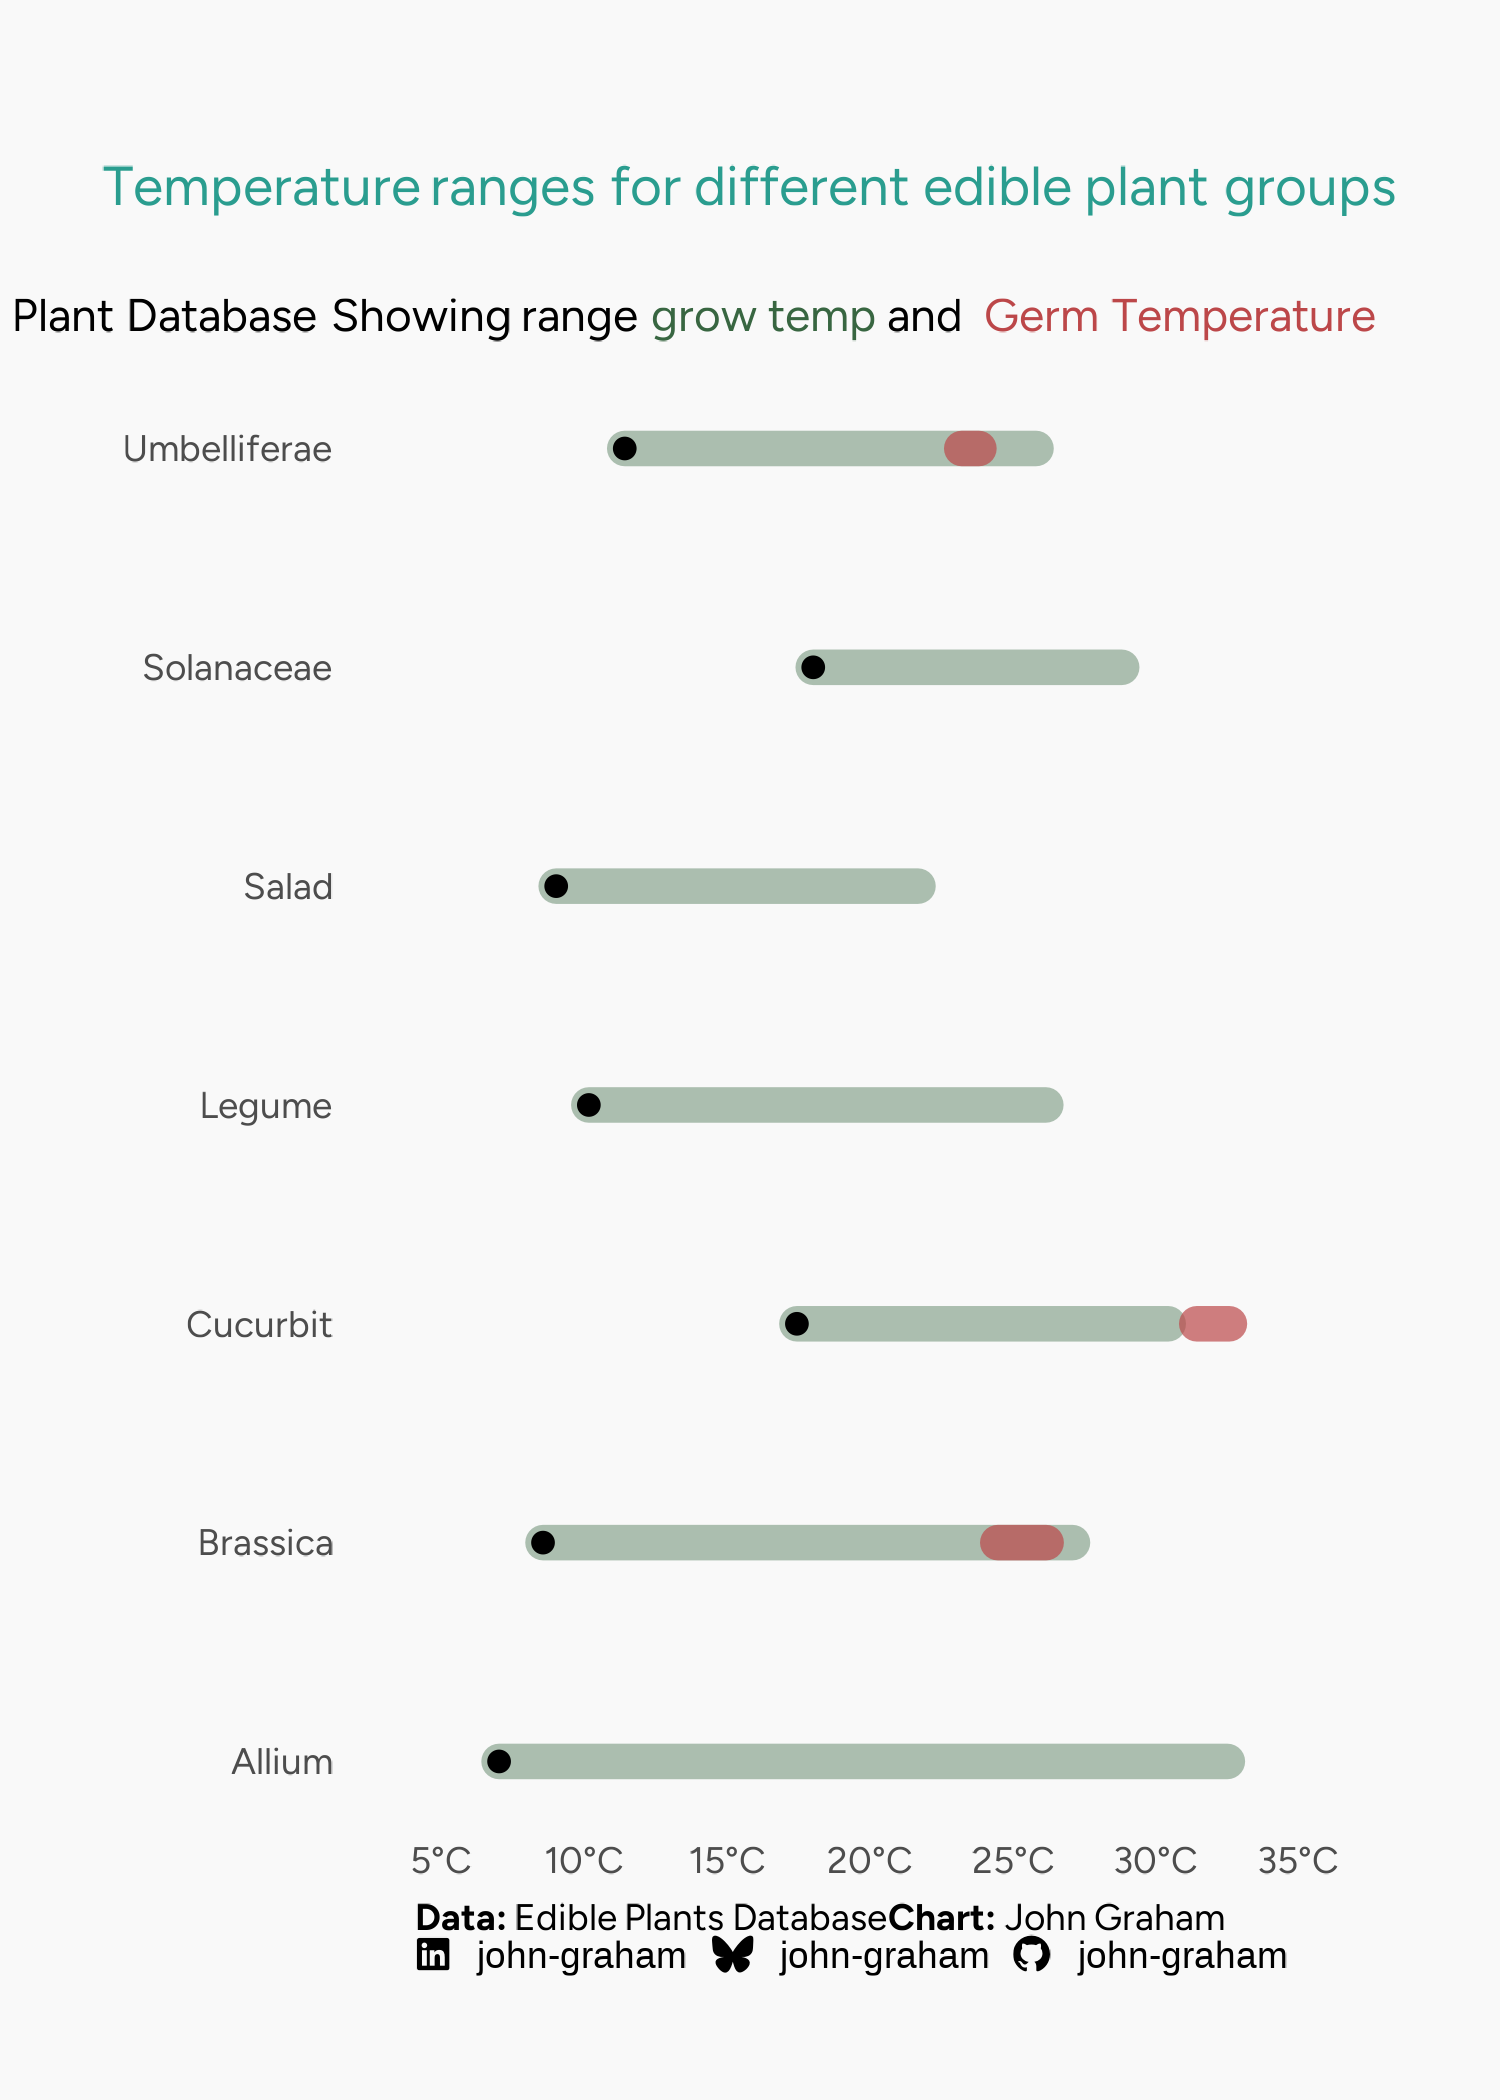 Temperature ranges for different edible plant groups
Plant Database Showing range grow temp and Germ Temperature
Umbelliferae
Solanaceae
Salad
Legume
Cucurbit
Brassica
Allium
5°C 10°C 15°C 20°C 25°C 30°C 35°C
Data: Edible Plants DatabaseChart: John Graham
in john-graham john-graham john-graham